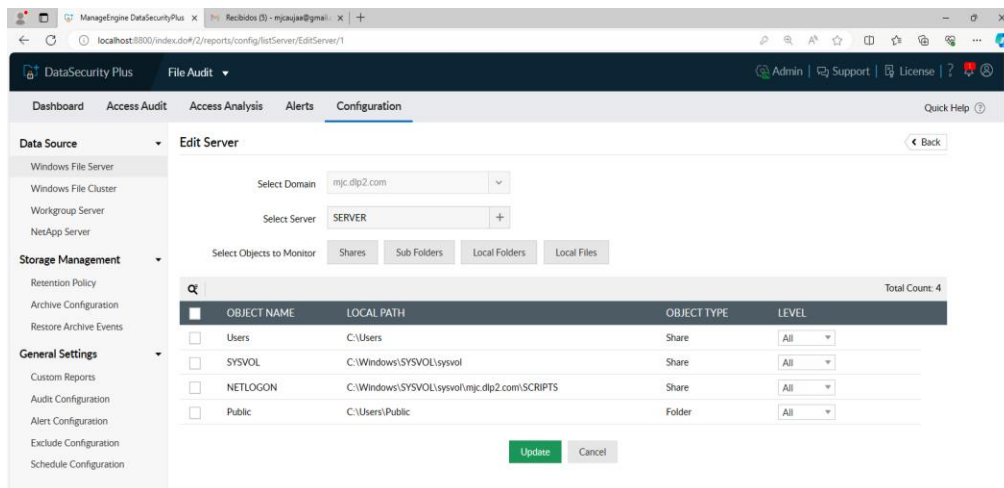 ManageEngine DataSecurityPlus
Recibidos (3) - mjcaujaa@gmail.c
localhost:8800/index.do#/2/reports/config/listServer/EditServer/1
DataSecurity Plus
File Audit
Admin | Support | License | ?
Dashboard Access Audit Access Analysis Alerts Configuration
Quick Help
Data Source
Edit Server
Back
Windows File Server
Windows File Cluster
Workgroup Server
NetApp Server
Select Domain mjc.dlp2.com
Select Server SERVER
Select Objects to Monitor Shares Sub Folders Local Folders Local Files
Storage Management
Retention Policy
Archive Configuration
Restore Archive Events
Total Count: 4
OBJECT NAME LOCAL PATH OBJECT TYPE LEVEL
Users C:\Users Share All
SYSVOL C:\Windows\SYSVOL\sysvol Share All
NETLOGON C:\Windows\SYSVOL\sysvol\mjc.dlp2.com\SCRIPTS Share All
Public C:\Users\Public Folder All
General Settings
Custom Reports
Audit Configuration
Alert Configuration
Exclude Configuration
Schedule Configuration
Update Cancel